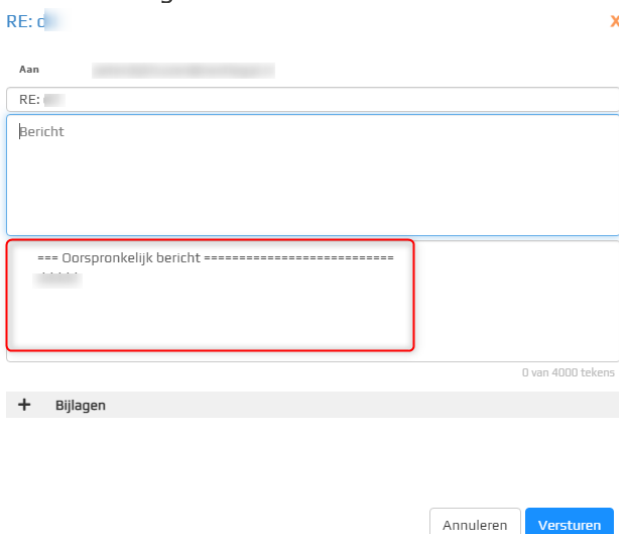 RE: d
X
Aan
RE:
Bericht
=== Oorspronkelijk bericht ===========================
0 van 4000 tekens
+ Bijlagen
Annuleren Versturen